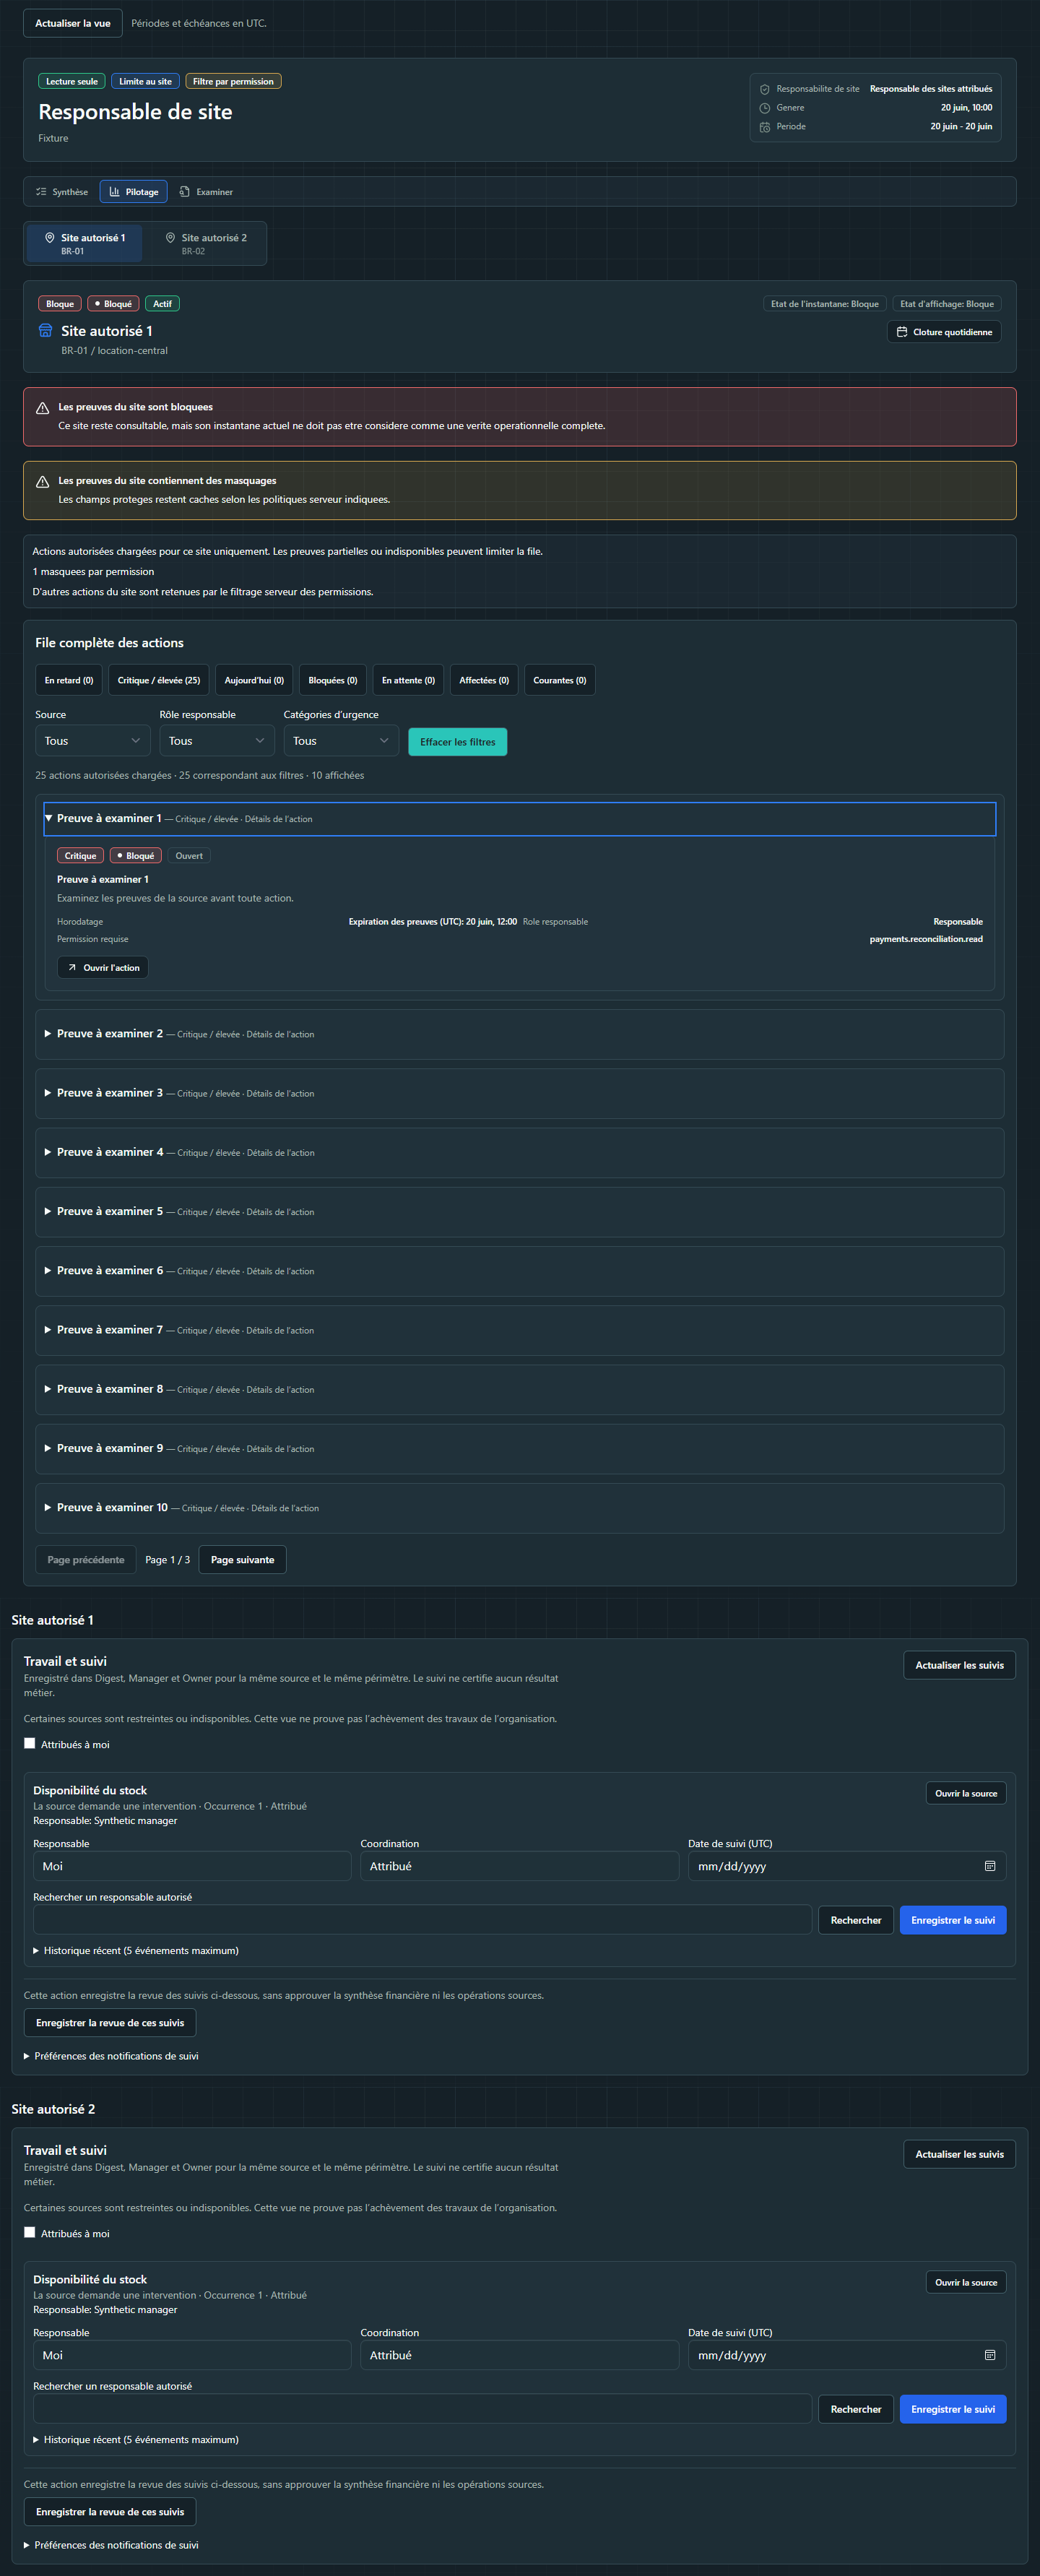 Actualiser la vue Périodes et échéances en UTC.
Lecture seule Limite au site Filtre par permission
Responsable de site
Fixture
Responsabilite de site Responsable des sites attribués
Genere 20 juin, 10:00
Periode 20 juin - 20 juin
Synthèse Pilotage Examiner
Site autorisé 1
BR-01
Site autorisé 2
BR-02
Bloque Bloqué Actif
Etat de l'instantane: Bloque Etat d'affichage: Bloque
Site autorisé 1
BR-01 / location-central
Cloture quotidienne
Les preuves du site sont bloquees
Ce site reste consultable, mais son instantane actuel ne doit pas etre considere comme une verite operationnelle complete.
Les preuves du site contiennent des masquages
Les champs proteges restent caches selon les politiques serveur indiquees.
Actions autorisées chargées pour ce site uniquement. Les preuves partielles ou indisponibles peuvent limiter la file.
1 masquees par permission
D'autres actions du site sont retenues par le filtrage serveur des permissions.
File complète des actions
En retard (0) Critique / élevée (25) Aujourd'hui (0) Bloquées (0) En attente (0) Affectées (0) Courantes (0)
Source Rôle responsable Catégories d'urgence
Tous Tous Tous Effacer les filtres
25 actions autorisées chargées · 25 correspondant aux filtres · 10 affichées
Preuve à examiner 1 — Critique / élevée · Détails de l'action
Critique Bloqué Ouvert
Preuve à examiner 1
Examinez les preuves de la source avant toute action.
Horodatage Expiration des preuves (UTC): 20 juin, 12:00 Role responsable Responsable
Permission requise payments.reconciliation.read
Ouvrir l'action
Preuve à examiner 2 — Critique / élevée · Détails de l'action
Preuve à examiner 3 — Critique / élevée · Détails de l'action
Preuve à examiner 4 — Critique / élevée · Détails de l'action
Preuve à examiner 5 — Critique / élevée · Détails de l'action
Preuve à examiner 6 — Critique / élevée · Détails de l'action
Preuve à examiner 7 — Critique / élevée · Détails de l'action
Preuve à examiner 8 — Critique / élevée · Détails de l'action
Preuve à examiner 9 — Critique / élevée · Détails de l'action
Preuve à examiner 10 — Critique / élevée · Détails de l'action
Page précédente Page 1 / 3 Page suivante
Site autorisé 1
Travail et suivi
Enregistré dans Digest, Manager et Owner pour la même source et le même périmètre. Le suivi ne certifie aucun résultat
métier.
Actualiser les suivis
Certaines sources sont restreintes ou indisponibles. Cette vue ne prouve pas l'achèvement des travaux de l'organisation.
Attribués à moi
Disponibilité du stock
La source demande une intervention · Occurrence 1 · Attribué
Responsable: Synthetic manager
Ouvrir la source
Responsable Coordination Date de suivi (UTC)
Moi Attribué mm/dd/yyyy
Rechercher un responsable autorisé
Rechercher Enregistrer le suivi
Historique récent (5 événements maximum)
Cette action enregistre la revue des suivis ci-dessous, sans approuver la synthèse financière ni les opérations sources.
Enregistrer la revue de ces suivis
Préférences des notifications de suivi
Site autorisé 2
Travail et suivi
Enregistré dans Digest, Manager et Owner pour la même source et le même périmètre. Le suivi ne certifie aucun résultat
métier.
Actualiser les suivis
Certaines sources sont restreintes ou indisponibles. Cette vue ne prouve pas l'achèvement des travaux de l'organisation.
Attribués à moi
Disponibilité du stock
La source demande une intervention · Occurrence 1 · Attribué
Responsable: Synthetic manager
Ouvrir la source
Responsable Coordination Date de suivi (UTC)
Moi Attribué mm/dd/yyyy
Rechercher un responsable autorisé
Rechercher Enregistrer le suivi
Historique récent (5 événements maximum)
Cette action enregistre la revue des suivis ci-dessous, sans approuver la synthèse financière ni les opérations sources.
Enregistrer la revue de ces suivis
Préférences des notifications de suivi